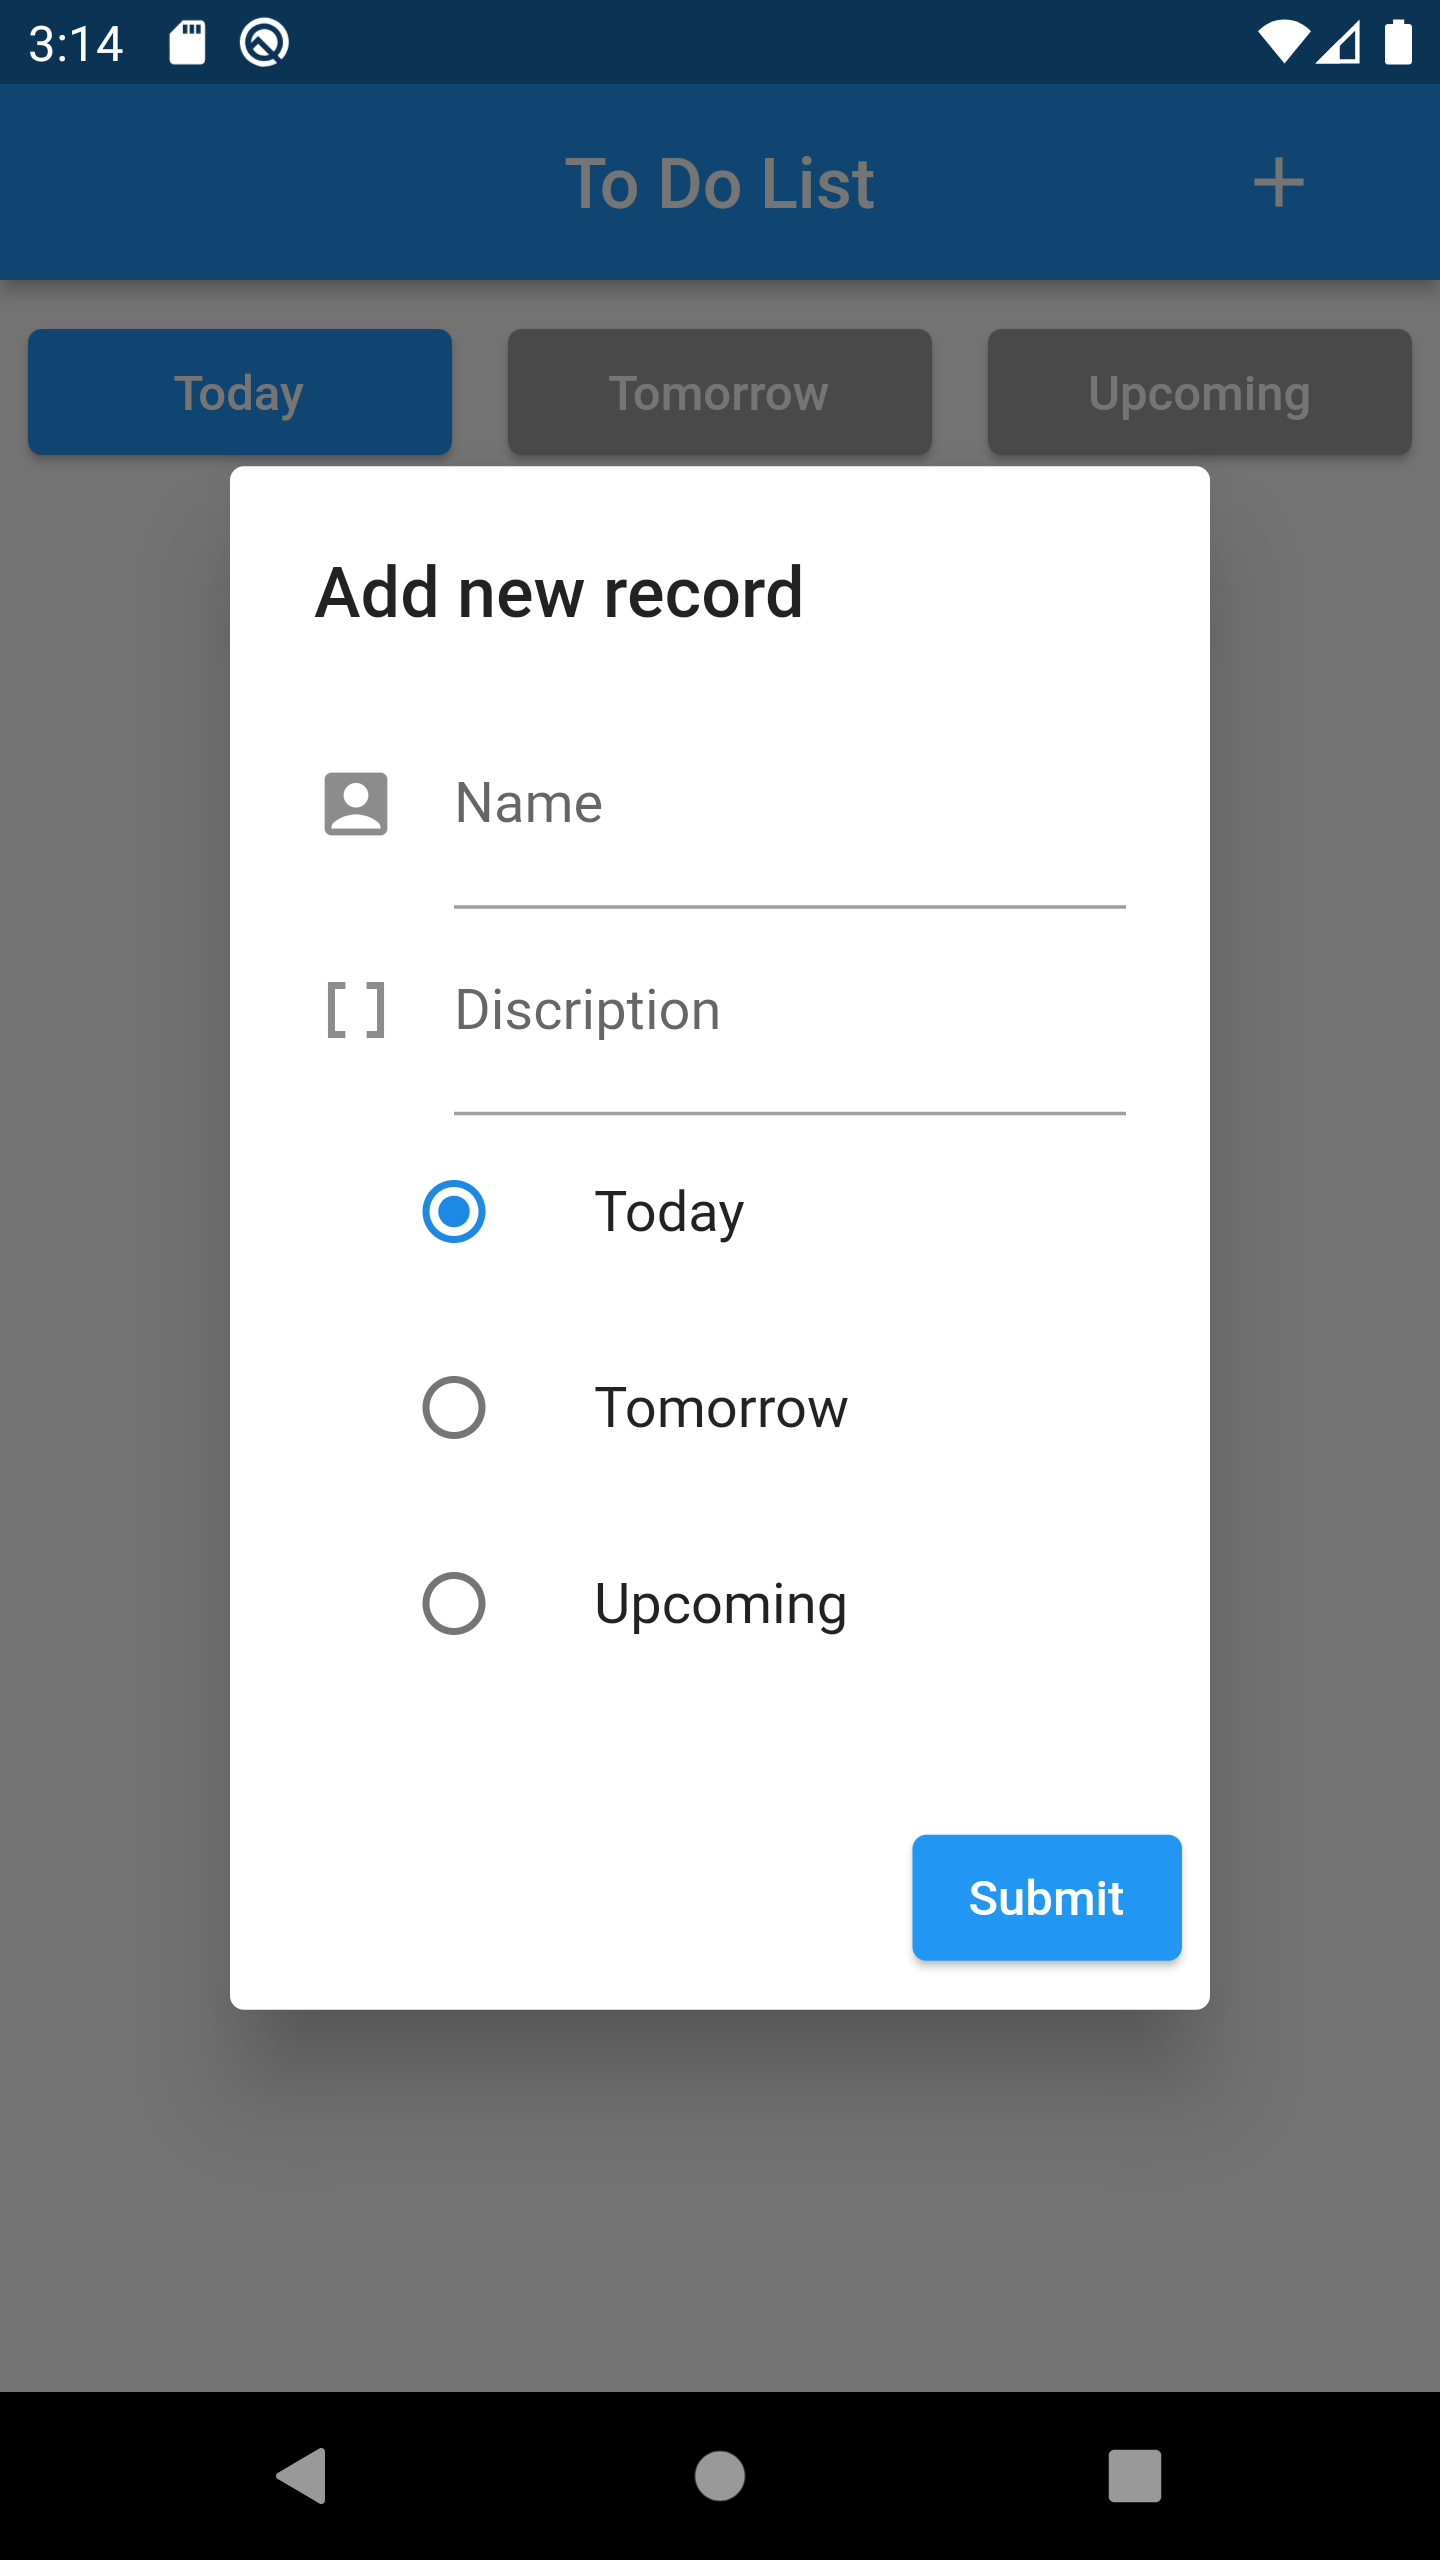 3:14
To Do List
Today Tomorrow Upcoming
Add new record
Name
Discription
Today
Tomorrow
Upcoming
Submit